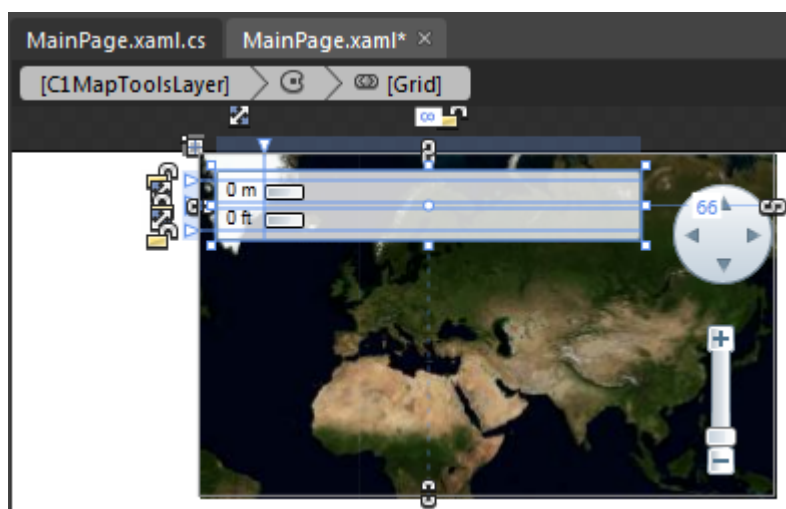 MainPage.xaml.cs MainPage.xaml* ×
[C1MapToolsLayer] [Grid]
∞
0 m
66
0 ft